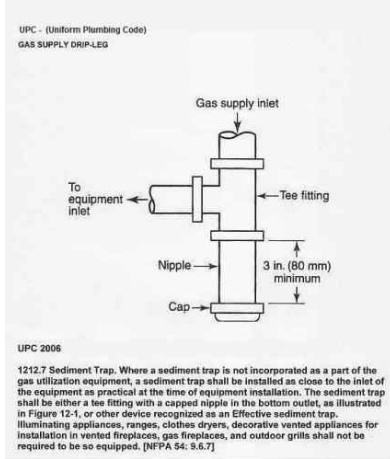 UPC - (Uniform Plumbing Code)
GAS SUPPLY DRIP-LEG
Gas supply inlet
To
equipment
inlet
Tee fitting
Nipple
3 in. (80 mm)
minimum
Cap
UPC 2006
1212.7 Sediment Trap. Where a sediment trap is not incorporated as a part of the
gas utilization equipment, a sediment trap shall be installed as close to the inlet of
the equipment as practical at the time of equipment installation. The sediment trap
shall be either a tee fitting with a capped nipple in the bottom outlet, as illustrated
in Figure 12-1, or other device recognized as an Effective sediment trap.
Illuminating appliances, ranges, clothes dryers, decorative vented appliances for
installation in vented fireplaces, gas fireplaces, and outdoor grills shall not be
required to be so equipped. [NFPA 54: 9.6.7]